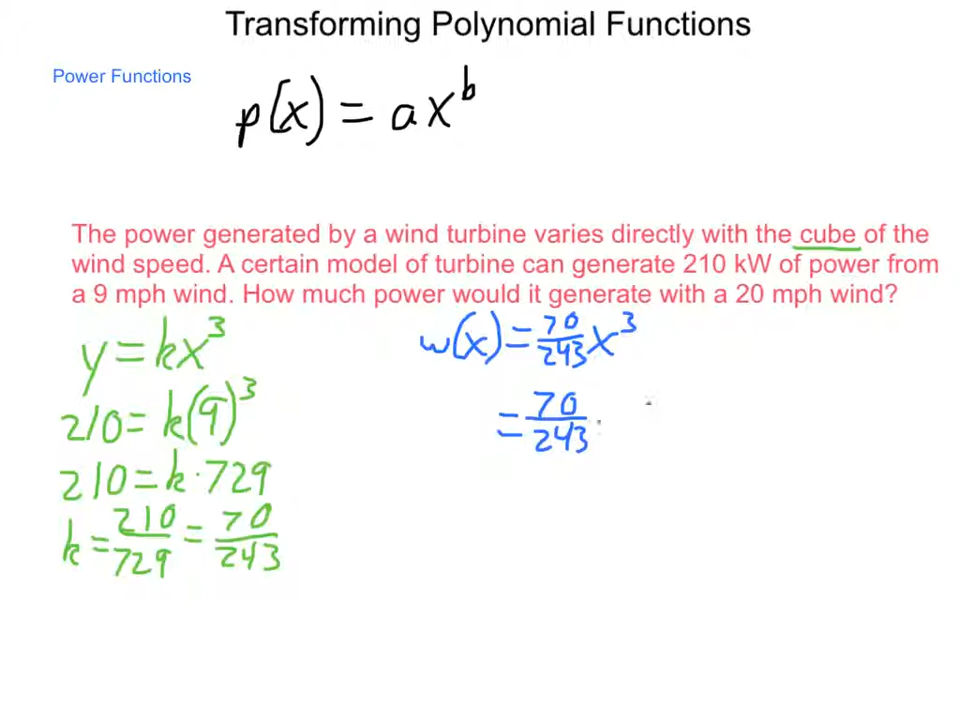 Transforming Polynomial Functions
Power Functions
p(x) = ax^b
The power generated by a wind turbine varies directly with the cube of the
wind speed. A certain model of turbine can generate 210 kW of power from
a 9 mph wind. How much power would it generate with a 20 mph wind?
y = kx^3
210 = k(9)^3
210 = k · 729
k = 210/729 = 70/243
w(x) = 70/243 x^3
= 70/243